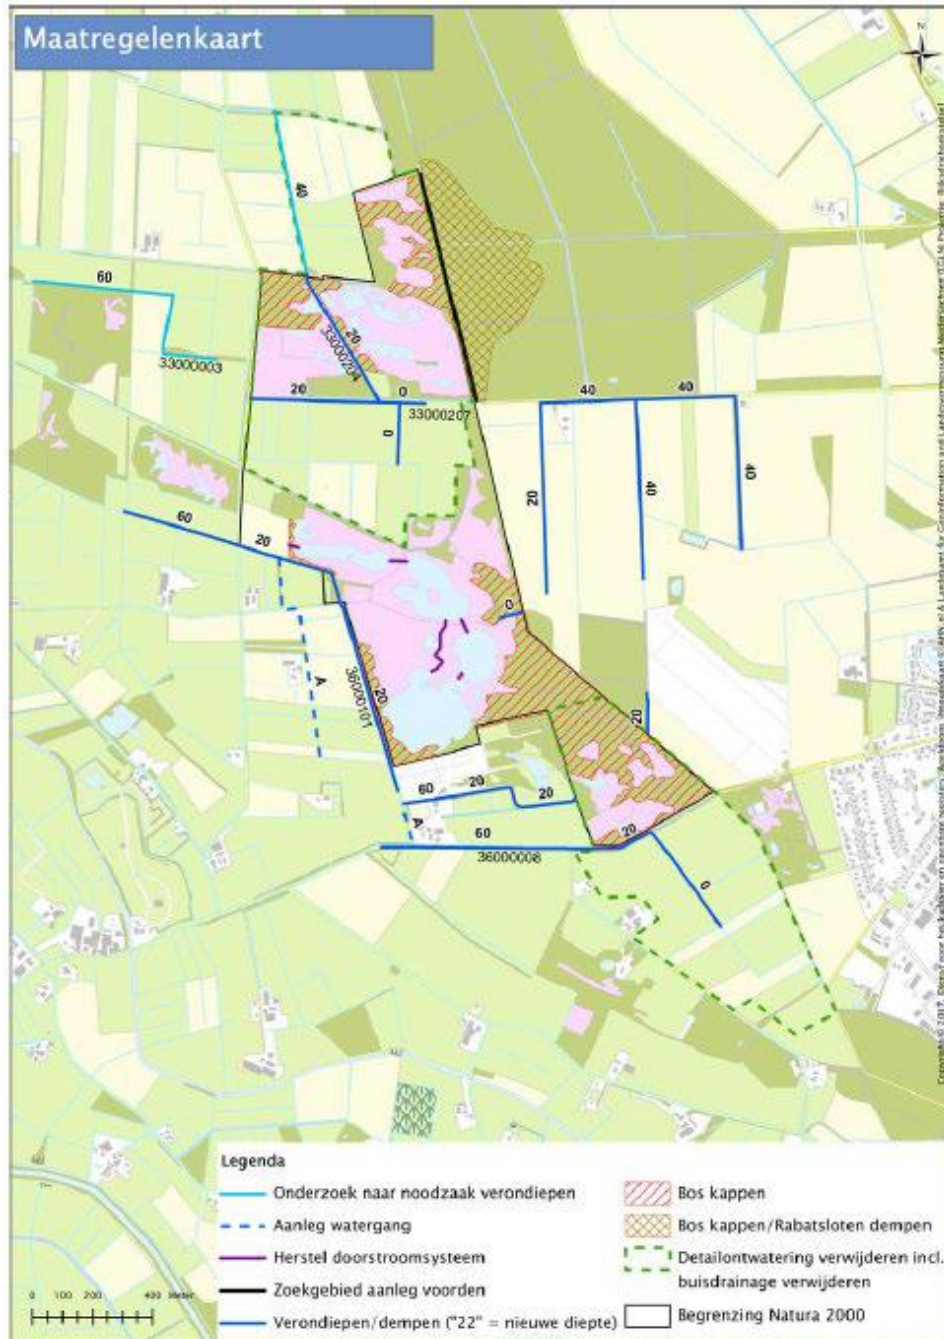 Maatregelenkaart
N
40
60
33000003
20
33000204
20
0
33000207
0
40
40
20
40
40
60
20
0
A
36000101
20
20
60
20
20
A
60
20
36000008
0
Legenda
Onderzoek naar noodzaak verondiepen
Aanleg watergang
Herstel doorstroomsysteem
Zoekgebied aanleg voorden
Verondiepen/dempen ("22" = nieuwe diepte)
Bos kappen
Bos kappen/Rabatsloten dempen
Detailontwatering verwijderen incl.
buisdrainage verwijderen
Begrenzing Natura 2000
0 100 200 400 Meter